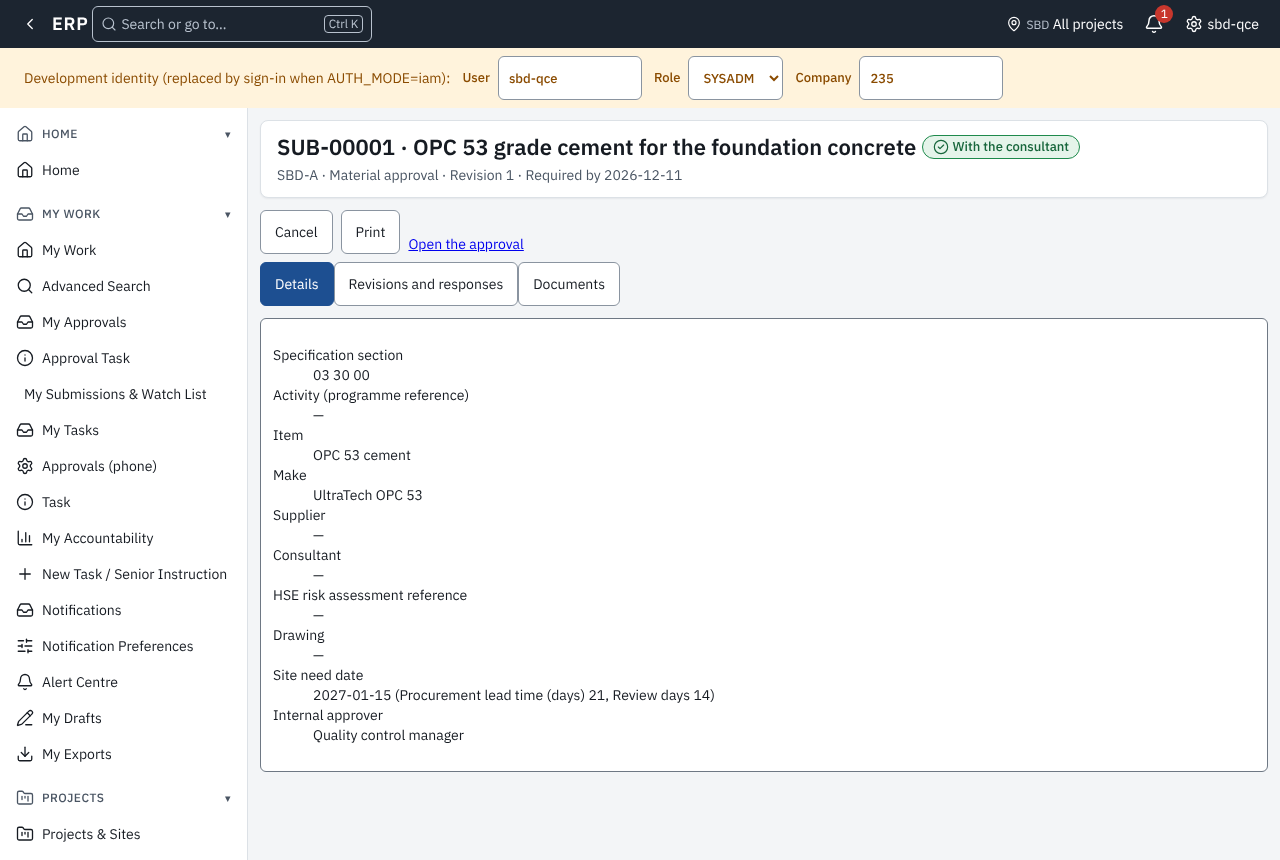 ERP
Search or go to...
Ctrl K
SBD All projects
1
sbd-qce
Development identity (replaced by sign-in when AUTH_MODE=iam):
User
sbd-qce
Role
SYSADM
Company
235
HOME
Home
MY WORK
My Work
Advanced Search
My Approvals
Approval Task
My Submissions & Watch List
My Tasks
Approvals (phone)
Task
My Accountability
New Task / Senior Instruction
Notifications
Notification Preferences
Alert Centre
My Drafts
My Exports
PROJECTS
Projects & Sites
SUB-00001 · OPC 53 grade cement for the foundation concrete
With the consultant
SBD-A · Material approval · Revision 1 · Required by 2026-12-11
Cancel
Print
Open the approval
Details
Revisions and responses
Documents
Specification section
03 30 00
Activity (programme reference)
—
Item
OPC 53 cement
Make
UltraTech OPC 53
Supplier
—
Consultant
—
HSE risk assessment reference
—
Drawing
—
Site need date
2027-01-15 (Procurement lead time (days) 21, Review days 14)
Internal approver
Quality control manager